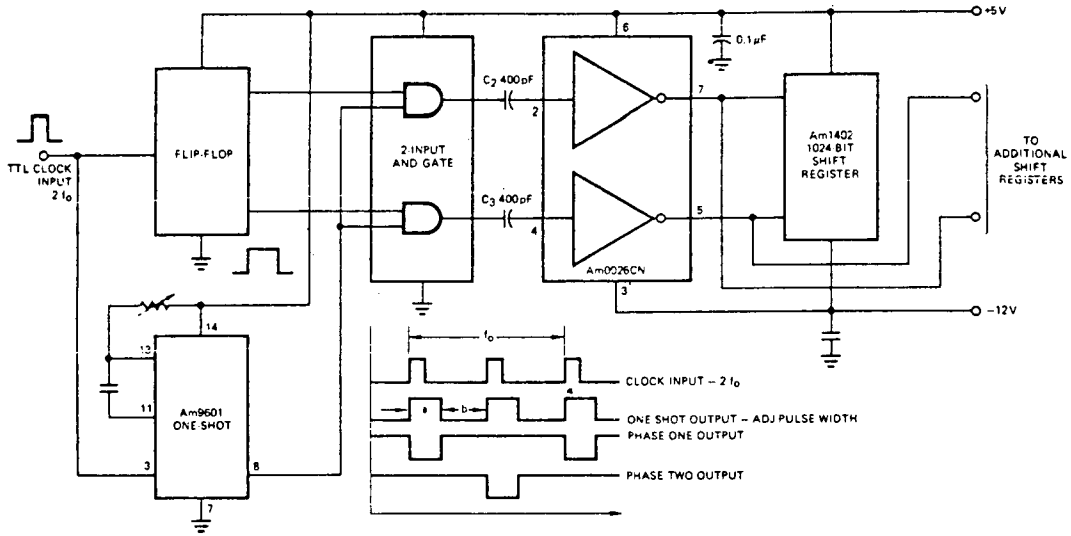 +5V
6
0.1µF
FLIP-FLOP
2-INPUT
AND GATE
C2 400pF
2
7
Am1402
1024-BIT
SHIFT
REGISTER
TO
ADDITIONAL
SHIFT
REGISTERS
TTL CLOCK
INPUT
2 fo
C3 400pF
4
5
Am0026CN
3
-12V
14
13
11
Am9601
ONE-SHOT
3
8
7
fo
CLOCK INPUT – 2 fo
a
b
ONE SHOT OUTPUT – ADJ PULSE WIDTH
PHASE ONE OUTPUT
PHASE TWO OUTPUT